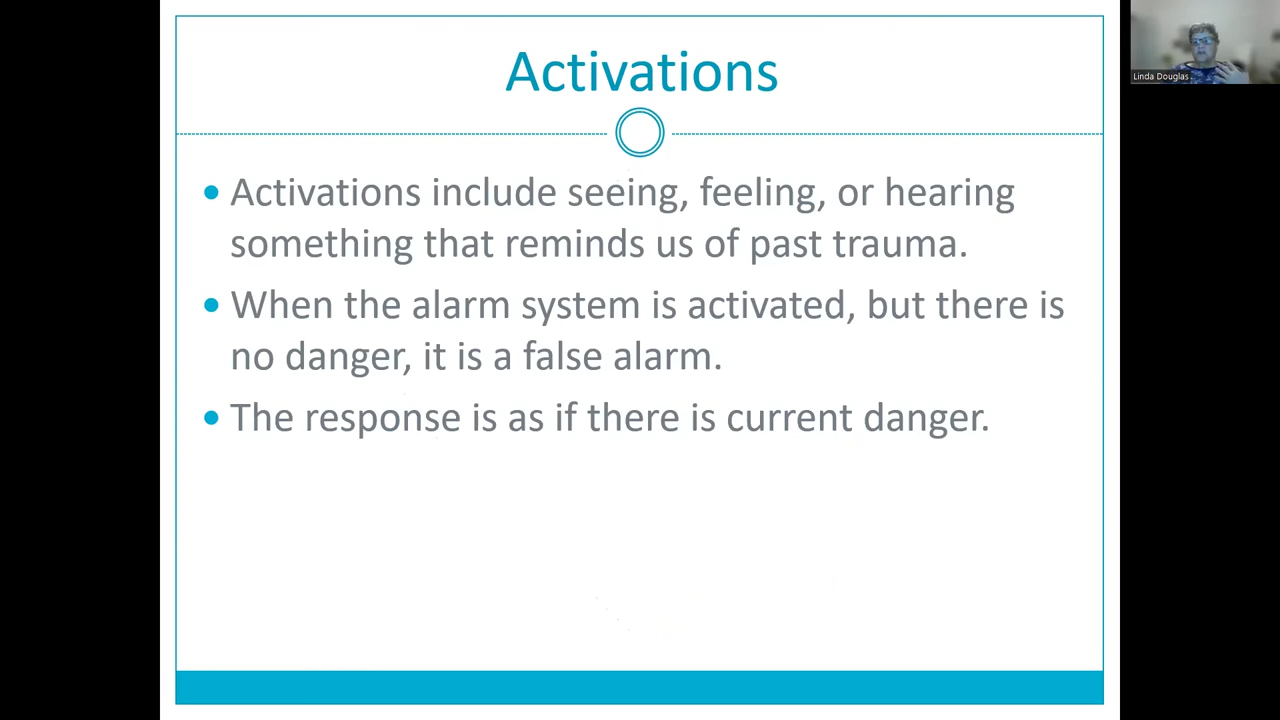 Activations
Linda Douglas
• Activations include seeing, feeling, or hearing
something that reminds us of past trauma.
• When the alarm system is activated, but there is
no danger, it is a false alarm.
• The response is as if there is current danger.